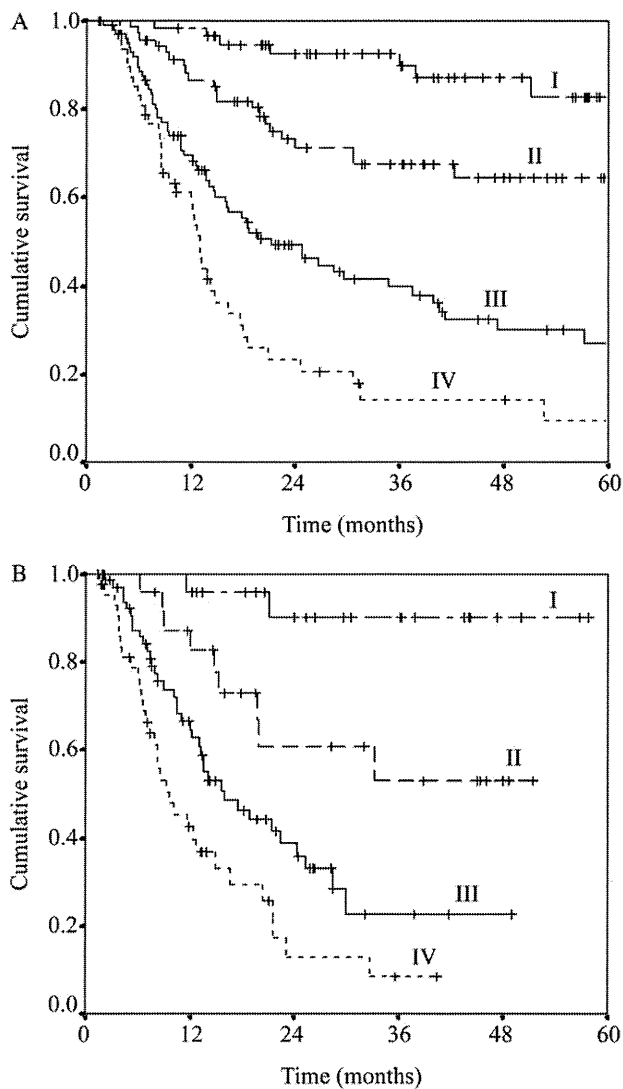 A
1.0
0.8
0.6
0.4
0.2
0.0
Cumulative survival
I
II
III
IV
0 12 24 36 48 60
Time (months)
B
1.0
0.8
0.6
0.4
0.2
0.0
Cumulative survival
I
II
III
IV
0 12 24 36 48 60
Time (months)